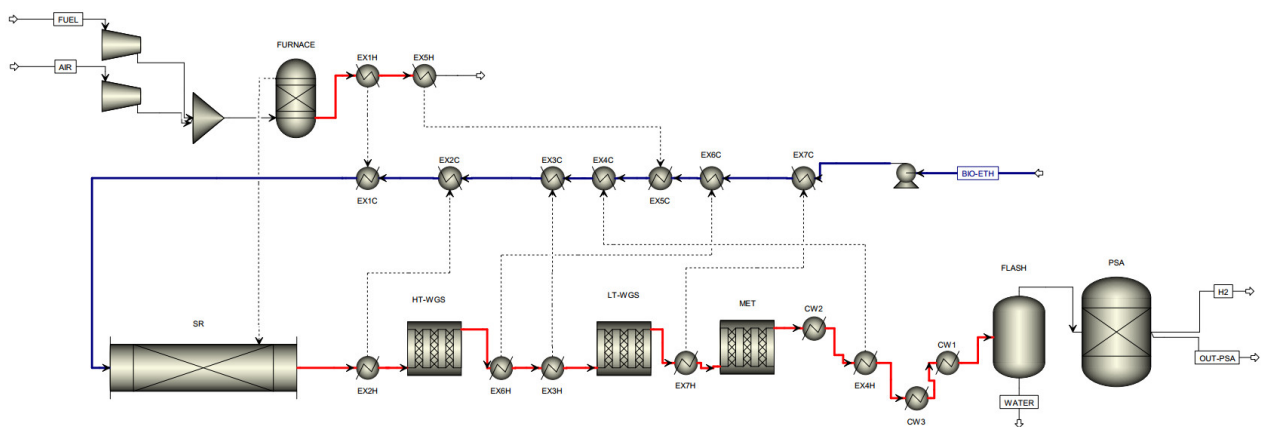 FUEL
FURNACE
EX1H
EX5H
AIR
EX2C
EX3C
EX4C
EX6C
EX7C
EX1C
EX5C
BIO-ETH
SR
HT-WGS
LT-WGS
MET
CW2
FLASH
PSA
H2
CW1
OUT-PSA
EX2H
EX6H
EX3H
EX7H
EX4H
CW3
WATER